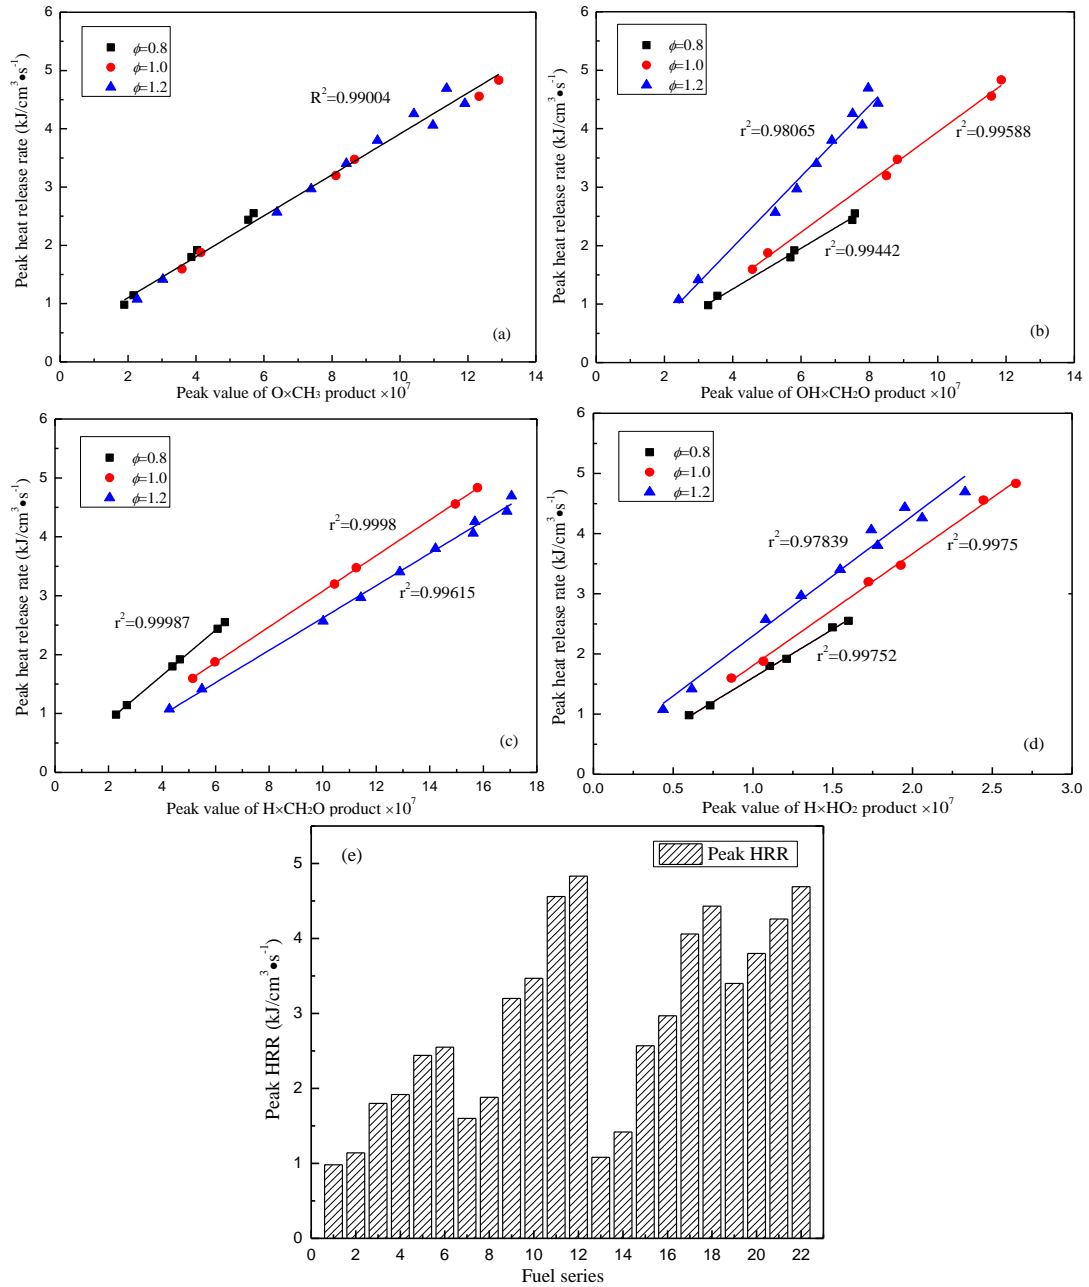 Peak heat release rate (kJ/cm³●s⁻¹)
6
5
4
3
2
1
0
ϕ=0.8
ϕ=1.0
ϕ=1.2
R²=0.99004
(a)
0 2 4 6 8 10 12 14
Peak value of O×CH₃ product ×10⁷
Peak heat release rate (kJ/cm³●s⁻¹)
6
5
4
3
2
1
0
ϕ=0.8
ϕ=1.0
ϕ=1.2
r²=0.98065
r²=0.99588
r²=0.99442
(b)
0 2 4 6 8 10 12 14
Peak value of OH×CH₂O product ×10⁷
Peak heat release rate (kJ/cm³●s⁻¹)
6
5
4
3
2
1
0
ϕ=0.8
ϕ=1.0
ϕ=1.2
r²=0.9998
r²=0.99615
r²=0.99987
(c)
0 2 4 6 8 10 12 14 16 18
Peak value of H×CH₂O product ×10⁷
Peak heat release rate (kJ/cm³●s⁻¹)
6
5
4
3
2
1
0
ϕ=0.8
ϕ=1.0
ϕ=1.2
r²=0.97839
r²=0.9975
r²=0.99752
(d)
0.0 0.5 1.0 1.5 2.0 2.5 3.0
Peak value of H×HO₂ product ×10⁷
Peak HRR (kJ/cm³●s⁻¹)
5
4
3
2
1
0
(e)
Peak HRR
0 2 4 6 8 10 12 14 16 18 20 22
Fuel series